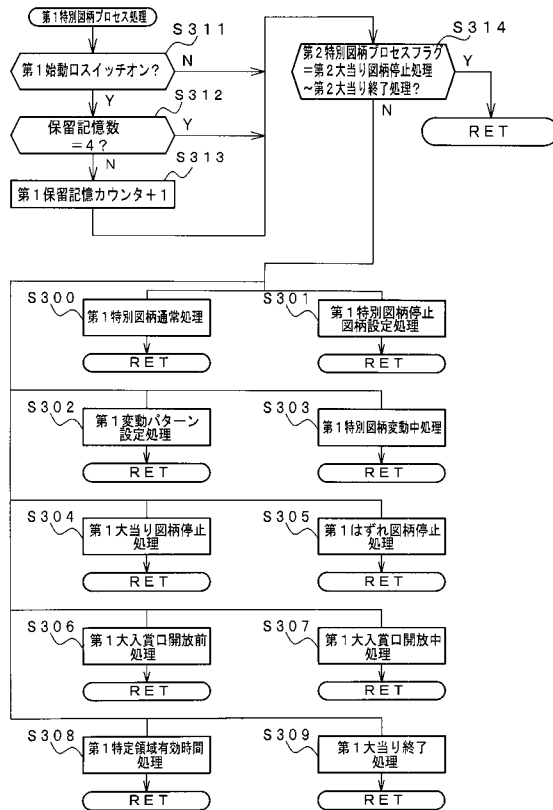 第1特別図柄プロセス処理
S311
第1始動口スイッチオン?
N
Y
S312
保留記憶数
=4?
Y
N
S313
第1保留記憶カウンタ+1
S314
第2特別図柄プロセスフラグ
=第2大当り図柄停止処理
~第2大当り終了処理?
Y
N
RET
S300
第1特別図柄通常処理
RET
S301
第1特別図柄停止
図柄設定処理
RET
S302
第1変動パターン
設定処理
RET
S303
第1特別図柄変動中処理
RET
S304
第1大当り図柄停止
処理
RET
S305
第1はずれ図柄停止
処理
RET
S306
第1大入賞口開放前
処理
RET
S307
第1大入賞口開放中
処理
RET
S308
第1特定領域有効時間
処理
RET
S309
第1大当り終了
処理
RET